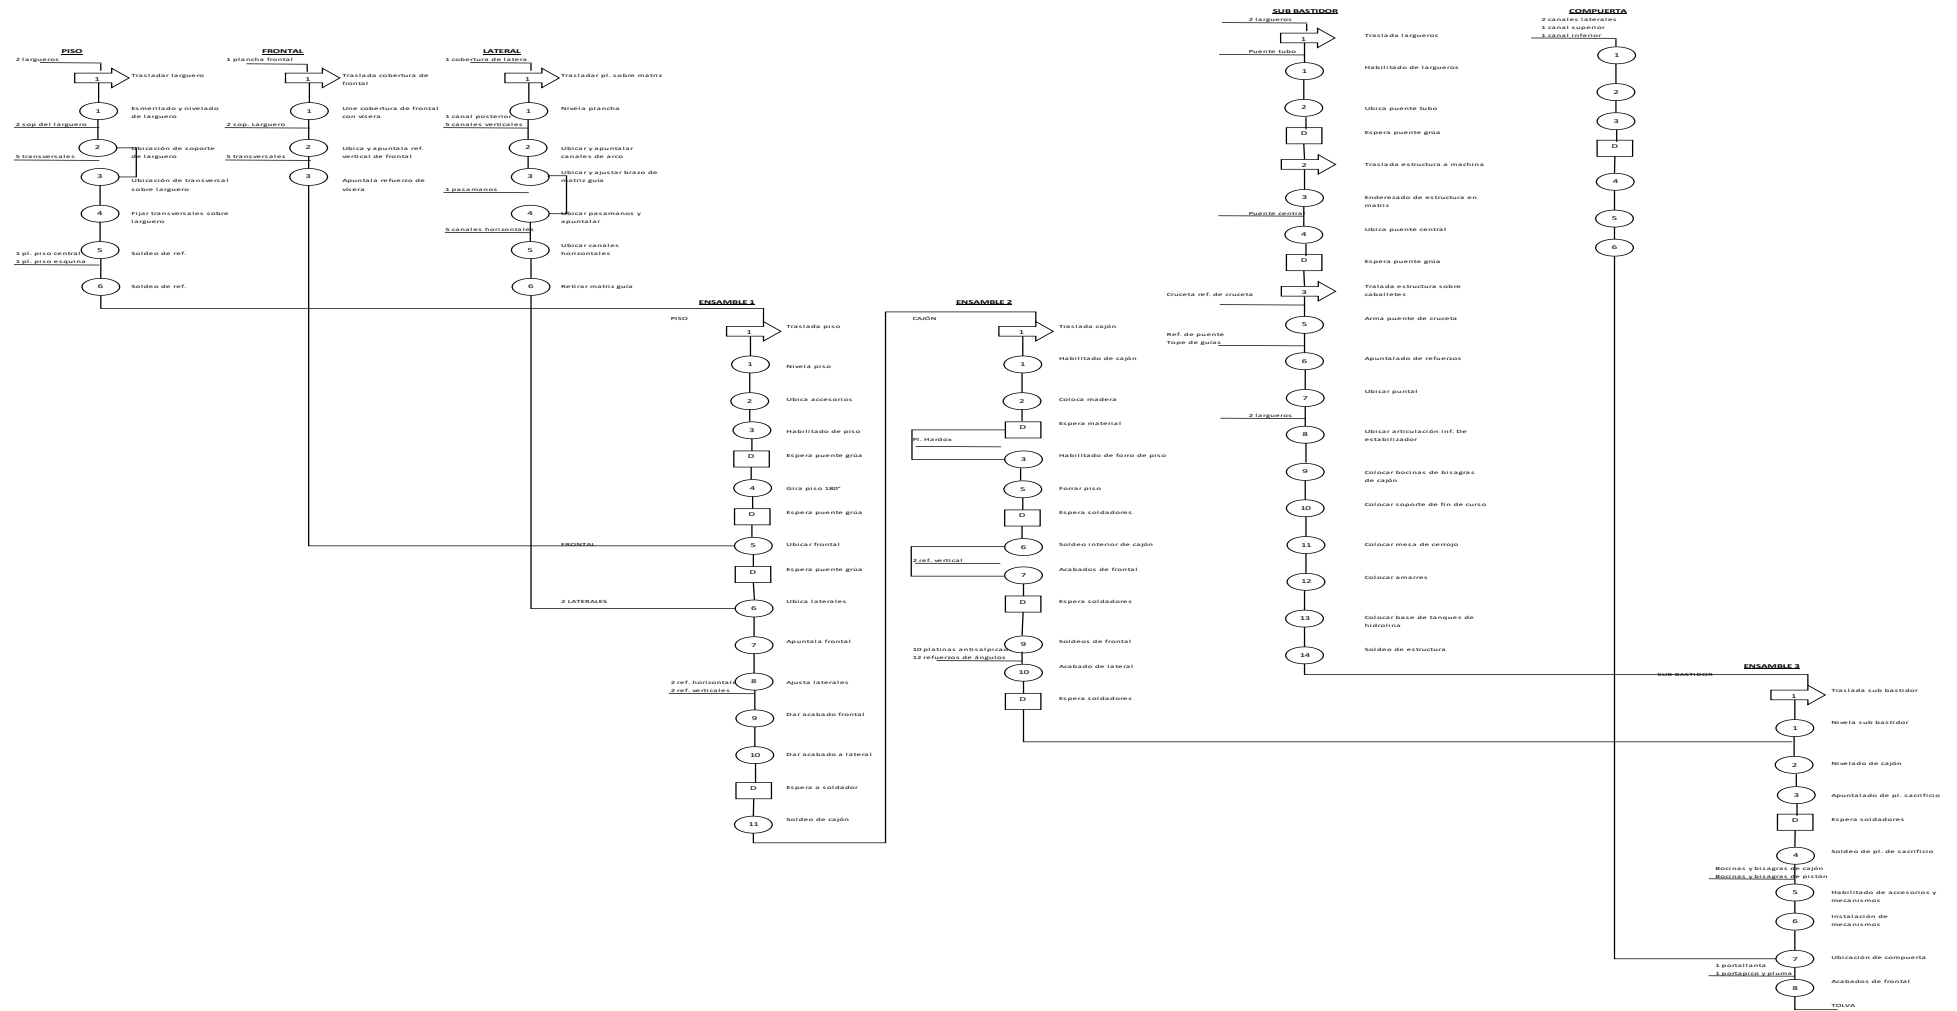 PISO
2 largueros
1
Trasladar larguero
1
Esmerilado y nivelado
de larguero
2 sop del larguero
2
Ubicación de soporte
de larguero
5 transversales
3
Ubicación de transversal
sobre larguero
4
Fijar transversales sobre
larguero
5
Soldeo de ref.
1 pl. piso central
1 pl. piso esquina
6
Soldeo de ref.
FRONTAL
1 plancha frontal
1
Traslada cobertura de
frontal
1
Une cobertura de frontal
con visera
2 sop. Larguero
2
Ubica y apuntala ref.
vertical de frontal
5 transversales
3
Apuntala refuerzo de
visera
LATERAL
1 cobertura de latera
1
Trasladar pl. sobre matriz
1
Nivela plancha
1 canal posterior
5 canales verticales
2
Ubicar y apuntalar
canales de arco
3
Ubicar y ajustar brazo de
matriz guía
1 pasamanos
4
Ubicar pasamanos y
apuntalar
5 canales horizontales
5
Ubicar canales
horizontales
6
Retirar matriz guía
ENSAMBLE 1
PISO
1
Traslada piso
1
Nivela piso
2
Ubica accesorios
3
Habilitado de piso
D
Espera puente grúa
4
Gira piso 180°
D
Espera puente grúa
FRONTAL
5
Ubicar frontal
D
Espera puente grúa
2 LATERALES
6
Ubica laterales
7
Apuntala frontal
8
Ajusta laterales
2 ref. horizontale
2 ref. verticales
9
Dar acabado frontal
10
Dar acabado a lateral
D
Espera a soldador
11
Soldeo de cajón
ENSAMBLE 2
CAJÓN
1
Traslada cajón
1
Habilitado de cajón
2
Coloca madera
D
Espera material
Pl. Hardox
3
Habilitado de forro de piso
5
Forrar piso
D
Espera soldadores
6
Soldeo interior de cajón
2 ref. vertical
7
Acabados de frontal
D
Espera soldadores
9
Soldeos de frontal
10 platinas antisalpicad
12 refuerzos de ángulos
10
Acabado de lateral
D
Espera soldadores
SUB BASTIDOR
2 largueros
1
Traslada largueros
Puente tubo
1
Habilitado de largueros
2
Ubica puente tubo
D
Espera puente grúa
2
Traslada estructura a machina
3
Enderezado de estructura en
matriz
Puente central
4
Ubica puente central
D
Espera puente grúa
3
Tralada estructura sobre
caballetes
Cruceta ref. de cruceta
5
Arma puente de cruceta
Ref. de puente
Tope de guías
6
Apuntalado de refuerzos
7
Ubicar puntal
2 largueros
8
Ubicar articulación inf. De
estabilizador
9
Colocar bocinas de bisagras
de cajón
10
Colocar soporte de fin de curso
11
Colocar mesa de cerrojo
12
Colocar amarres
13
Colocar base de tanques de
hidrolina
14
Soldeo de estructura
COMPUERTA
2 canales laterales
1 canal superior
1 canal inferior
1
2
3
D
4
5
6
ENSAMBLE 3
SUB BASTIDOR
1
Traslada sub bastidor
1
Nivela sub bastidor
2
Nivelado de cajón
3
Apuntalado de pl. sacrificio
D
Espera soldadores
4
Soldeo de pl. de sacrificio
Bocinas y bisagras de cajón
Bocinas y bisagras de pistón
5
Habilitado de accesorios y
mecanismos
6
Instalación de
mecanismos
7
Ubicación de compuerta
1 portallanta
1 portapico y pluma
8
Acabados de frontal
TOLVA